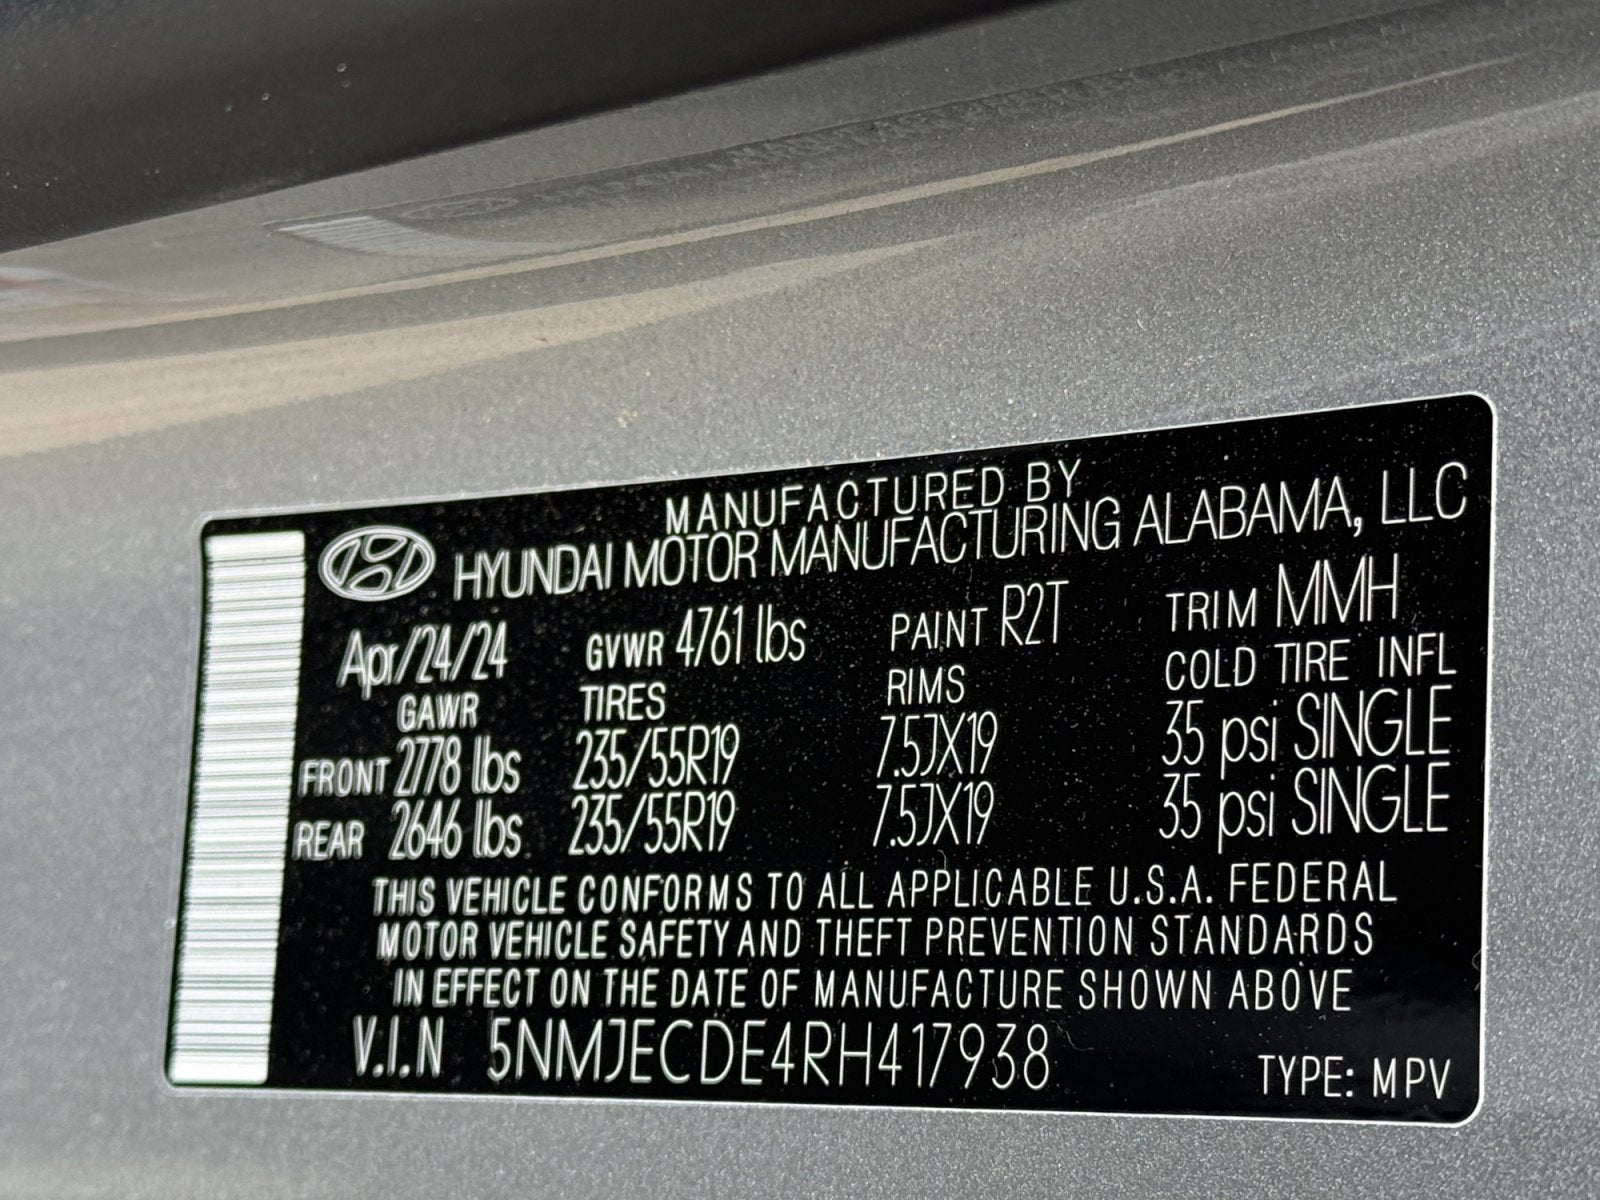 MANUFACTURED BY
HYUNDAI MOTOR MANUFACTURING ALABAMA, LLC
Apr/24/24 GVWR 4761 lbs PAINT R2T TRIM MMH
GAWR TIRES RIMS COLD TIRE INFL
FRONT 2778 lbs 235/55R19 7.5JX19 35 psi SINGLE
REAR 2646 lbs 235/55R19 7.5JX19 35 psi SINGLE
THIS VEHICLE CONFORMS TO ALL APPLICABLE U.S.A. FEDERAL
MOTOR VEHICLE SAFETY AND THEFT PREVENTION STANDARDS
IN EFFECT ON THE DATE OF MANUFACTURE SHOWN ABOVE
V.I.N 5NMJECDE4RH417938 TYPE: MPV